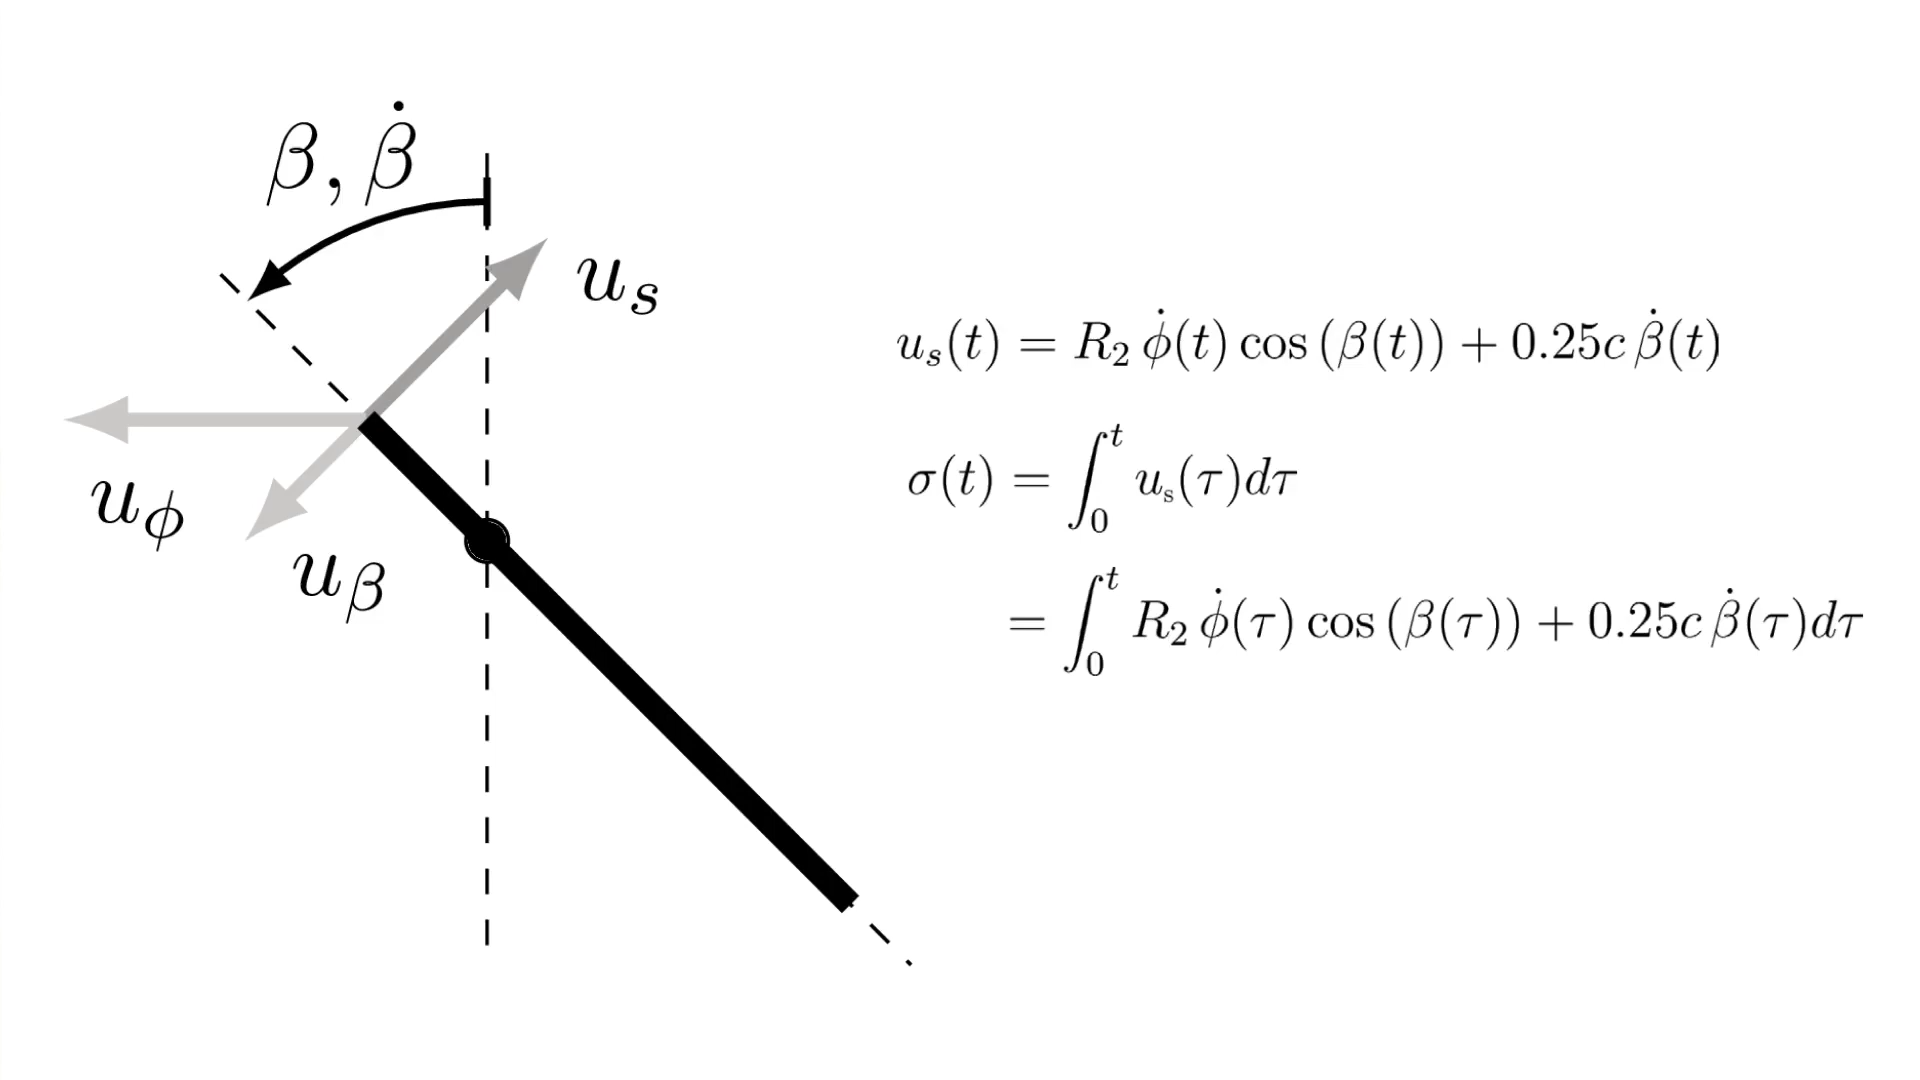 β, β̇
u_s
u_ϕ
u_β
u_s(t) = R_2 ϕ̇(t) cos (β(t)) + 0.25c β̇(t)
σ(t) = ∫_0^t u_s(τ)dτ
= ∫_0^t R_2 ϕ̇(τ) cos (β(τ)) + 0.25c β̇(τ)dτ